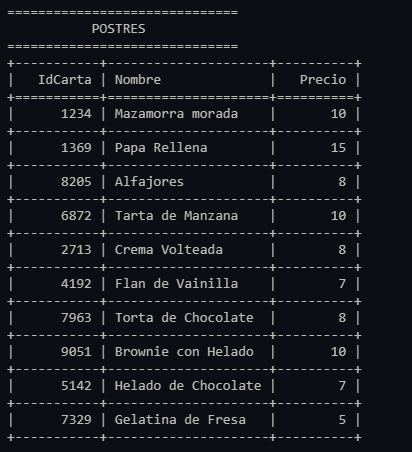 ==============================
POSTRES
==============================
+-----------+---------------------+----------+
|   IdCarta | Nombre              |   Precio |
+===========+=====================+==========+
|      1234 | Mazamorra morada    |       10 |
+-----------+---------------------+----------+
|      1369 | Papa Rellena        |       15 |
+-----------+---------------------+----------+
|      8205 | Alfajores           |        8 |
+-----------+---------------------+----------+
|      6872 | Tarta de Manzana    |       10 |
+-----------+---------------------+----------+
|      2713 | Crema Volteada      |        8 |
+-----------+---------------------+----------+
|      4192 | Flan de Vainilla    |        7 |
+-----------+---------------------+----------+
|      7963 | Torta de Chocolate  |        8 |
+-----------+---------------------+----------+
|      9051 | Brownie con Helado  |       10 |
+-----------+---------------------+----------+
|      5142 | Helado de Chocolate |        7 |
+-----------+---------------------+----------+
|      7329 | Gelatina de Fresa   |        5 |
+-----------+---------------------+----------+